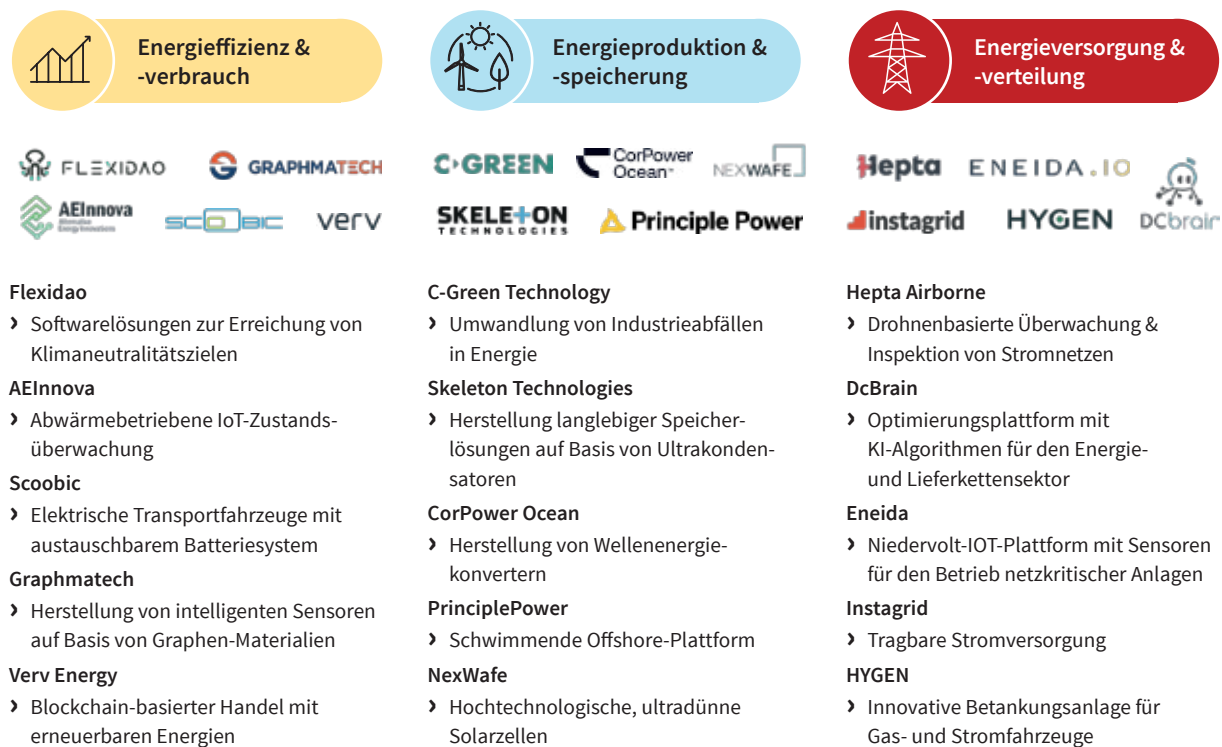 Energieeffizienz &
-verbrauch
FLEXIDAO
GRAPHMATECH
AEInnova
SCOOBIC
verv
Flexidao
› Softwarelösungen zur Erreichung von
Klimaneutralitätszielen
AEInnova
› Abwärmebetriebene IoT-Zustands-
überwachung
Scoobic
› Elektrische Transportfahrzeuge mit
austauschbarem Batteriesystem
Graphmatech
› Herstellung von intelligenten Sensoren
auf Basis von Graphen-Materialien
Verv Energy
› Blockchain-basierter Handel mit
erneuerbaren Energien
Energieproduktion &
-speicherung
C-GREEN
CorPower
Ocean™
NEXWAFE
SKELETON
TECHNOLOGIES
Principle Power
C-Green Technology
› Umwandlung von Industrieabfällen
in Energie
Skeleton Technologies
› Herstellung langlebiger Speicher-
lösungen auf Basis von Ultrakonden-
satoren
CorPower Ocean
› Herstellung von Wellenenergie-
konvertern
PrinciplePower
› Schwimmende Offshore-Plattform
NexWafe
› Hochtechnologische, ultradünne
Solarzellen
Energieversorgung &
-verteilung
Hepta
ENEIDA.IO
instagrid
HYGEN
DCbrain
Hepta Airborne
› Drohnenbasierte Überwachung &
Inspektion von Stromnetzen
DcBrain
› Optimierungsplattform mit
KI-Algorithmen für den Energie-
und Lieferkettensektor
Eneida
› Niedervolt-IOT-Plattform mit Sensoren
für den Betrieb netzkritischer Anlagen
Instagrid
› Tragbare Stromversorgung
HYGEN
› Innovative Betankungsanlage für
Gas- und Stromfahrzeuge